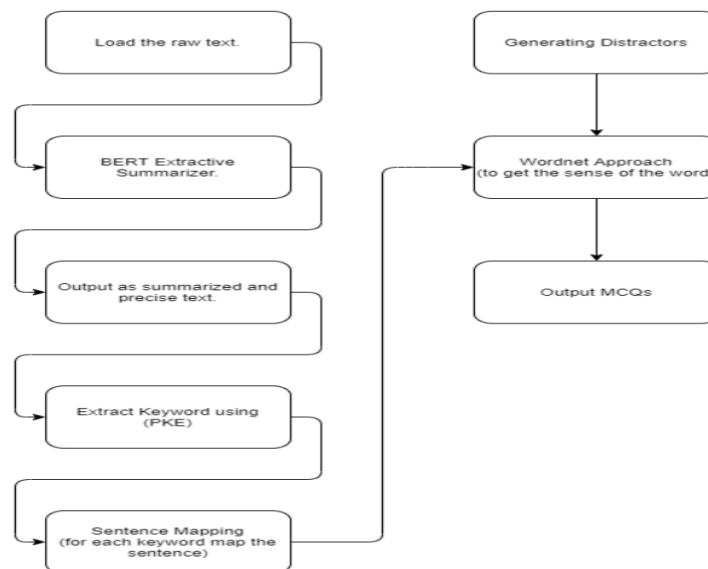 Load the raw text.
BERT Extractive
Summarizer.
Output as summarized and
precise text.
Extract Keyword using
(PKE)
Sentence Mapping
(for each keyword map the
sentence)
Generating Distractors
Wordnet Approach
(to get the sense of the word
Output MCQs